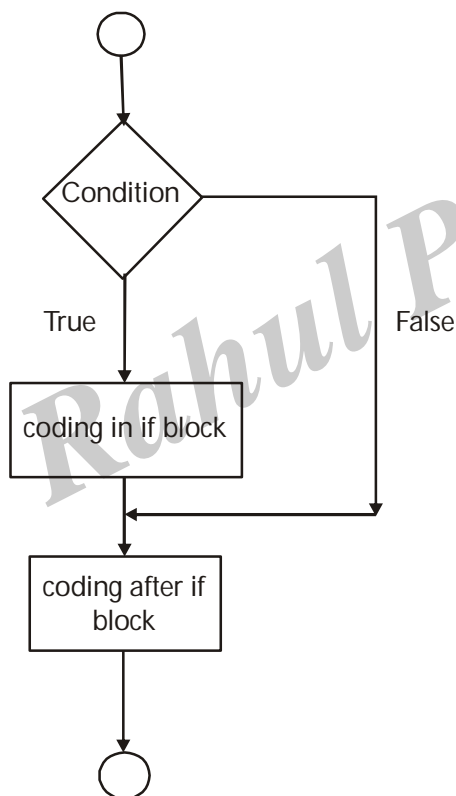 Condition
True
False
coding in if block
coding after if
block
Rahul P